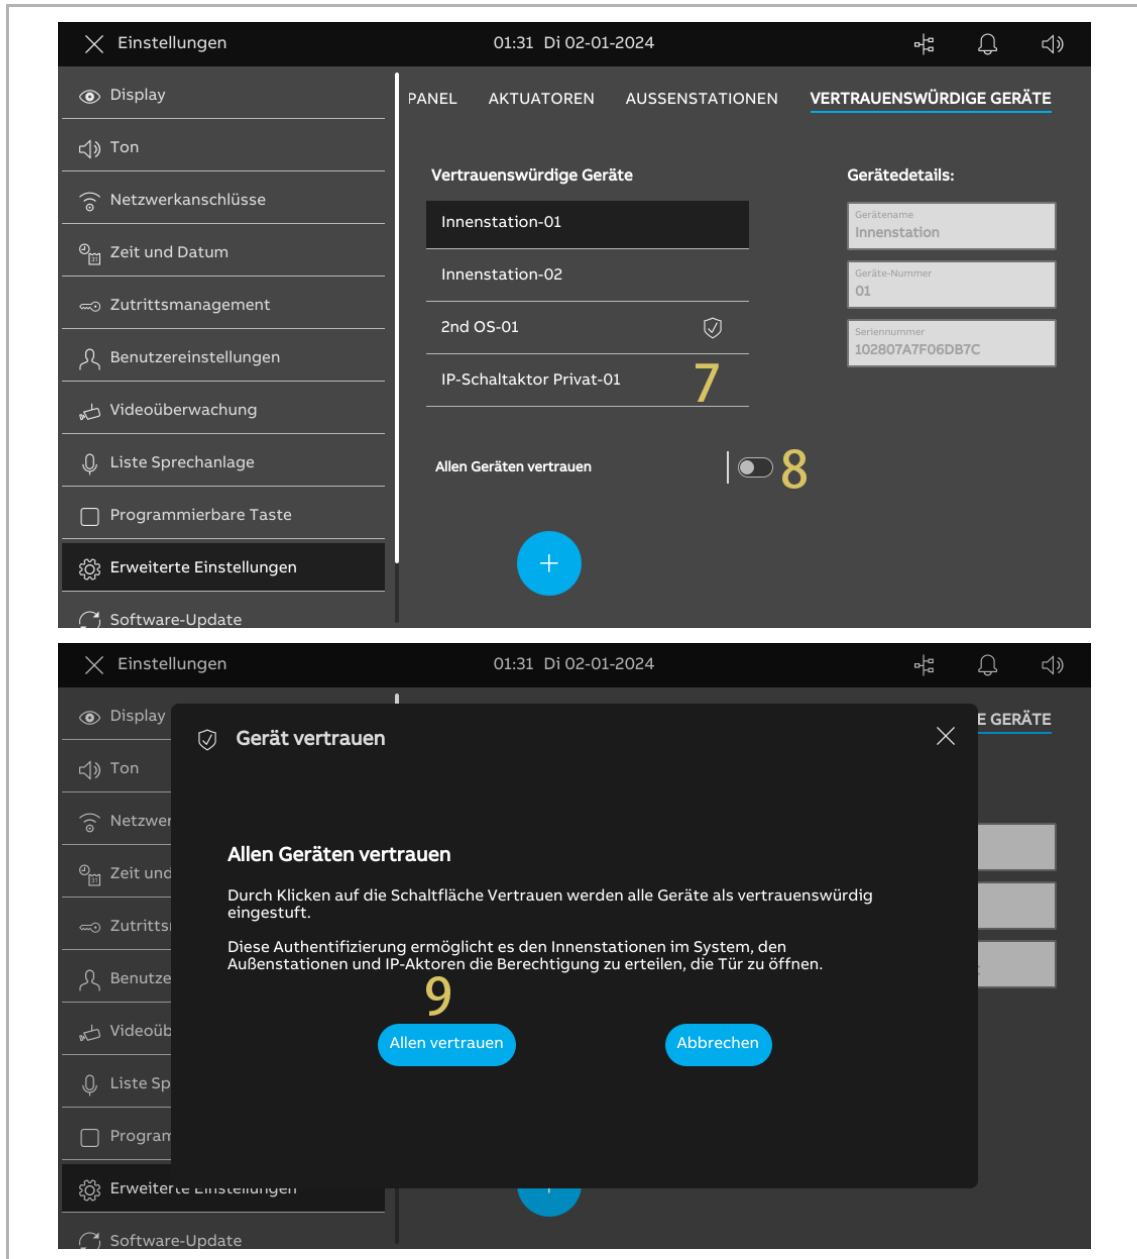 Einstellungen
01:31 Di 02-01-2024
Display
Ton
Netzwerkanschlüsse
Zeit und Datum
Zutrittsmanagement
Benutzereinstellungen
Videoüberwachung
Liste Sprechanlage
Programmierbare Taste
Erweiterte Einstellungen
Software-Update
PANEL AKTUATOREN AUSSENSTATIONEN VERTRAUENSWÜRDIGE GERÄTE
Vertrauenswürdige Geräte
Innenstation-01
Innenstation-02
2nd OS-01
IP-Schaltaktor Privat-01
7
Allen Geräten vertrauen
8
+
Gerätedetails:
Gerätename
Innenstation
Geräte-Nummer
01
Seriennummer
102807A7F06DB7C
Einstellungen
01:31 Di 02-01-2024
Display
Ton
Netzwer
Zeit und
Zutritts
Benutze
Videoüb
Liste Sp
Program
Erweiterte Einstellungen
Software-Update
E GERÄTE
Gerät vertrauen
Allen Geräten vertrauen
Durch Klicken auf die Schaltfläche Vertrauen werden alle Geräte als vertrauenswürdig
eingestuft.
Diese Authentifizierung ermöglicht es den Innenstationen im System, den
Außenstationen und IP-Aktoren die Berechtigung zu erteilen, die Tür zu öffnen.
9
Allen vertrauen
Abbrechen